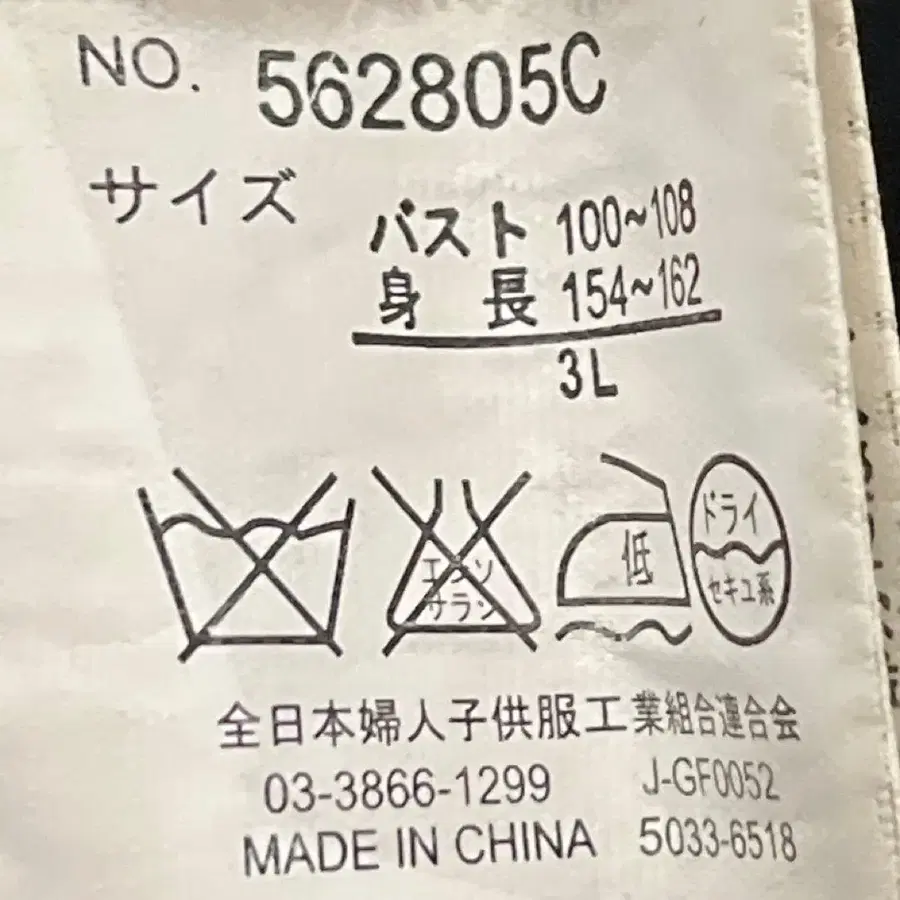 NO. 562805C
サイズ
バスト 100~108
身長 154~162
3L
エンソ
サラシ
低
ドライ
セキユ系
全日本婦人子供服工業組合連合会
03-3866-1299 J-GF0052
MADE IN CHINA 5033-6518